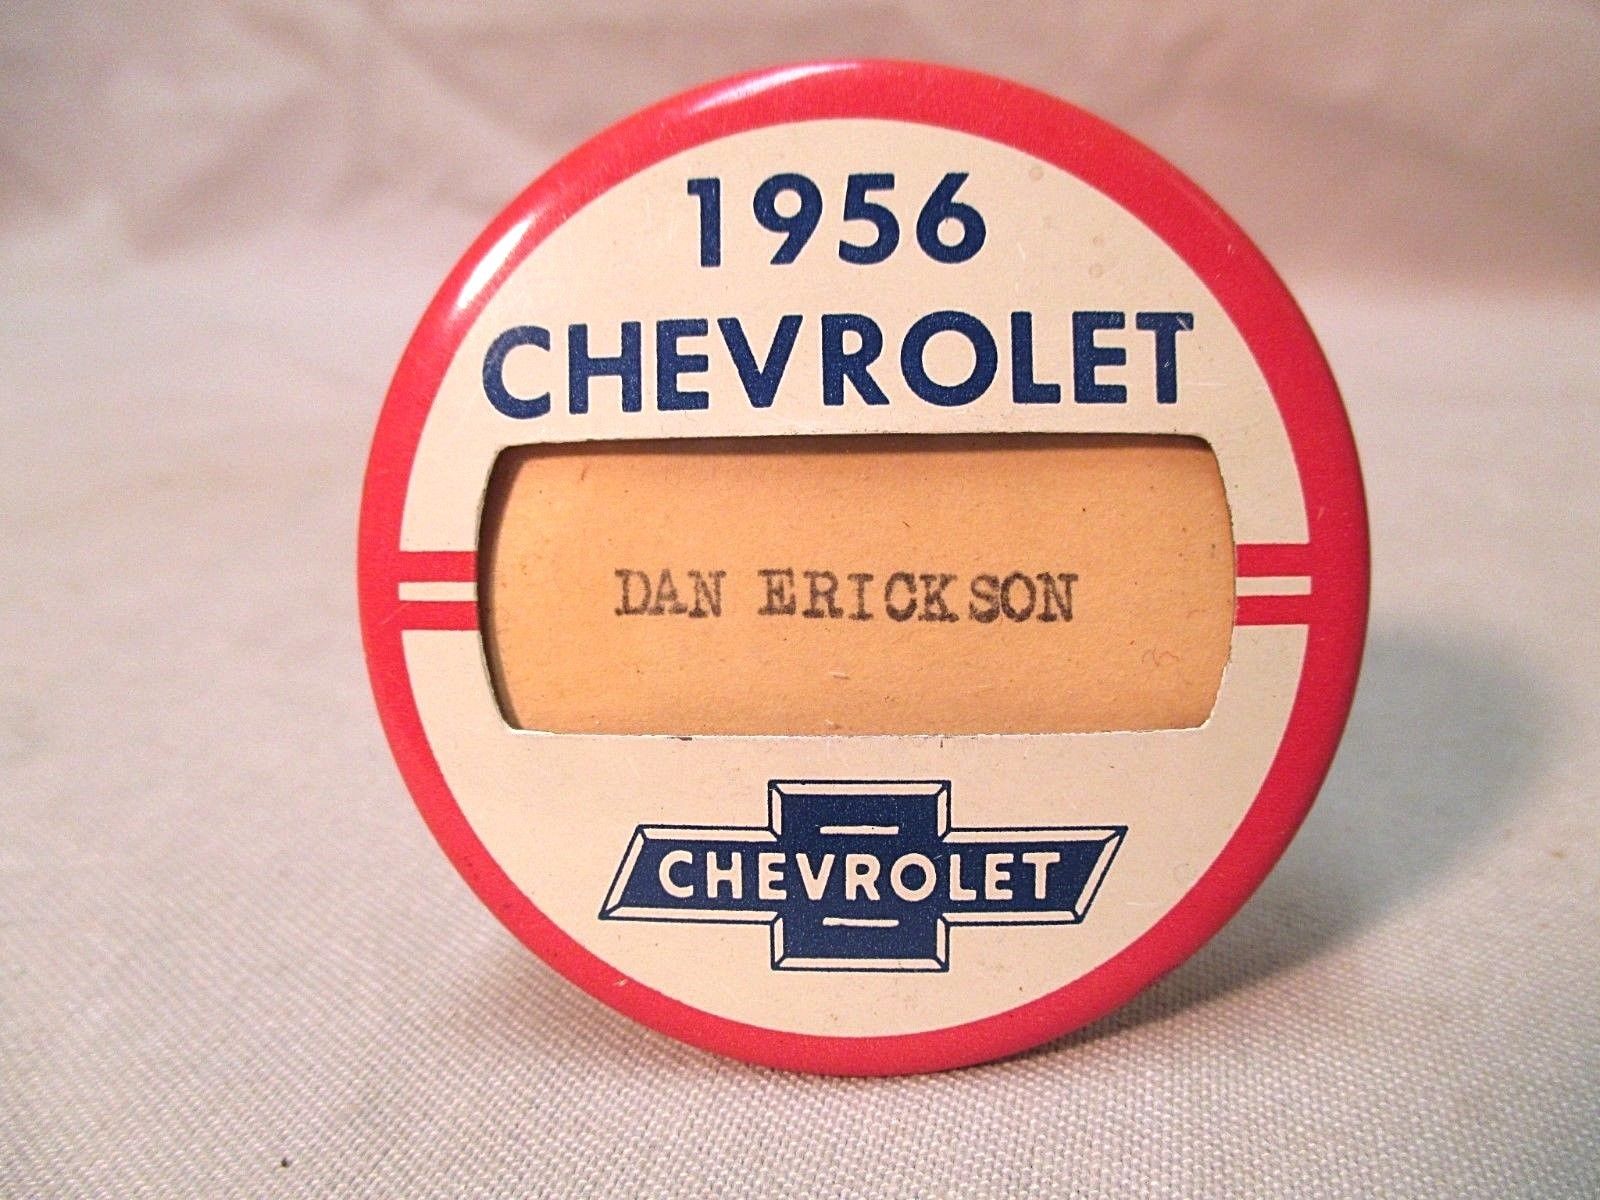 1956
CHEVROLET
DAN ERICKSON
CHEVROLET